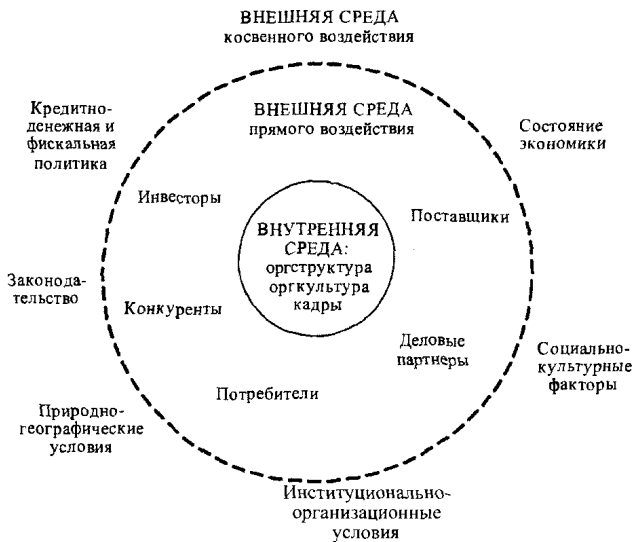 ВНЕШНЯЯ СРЕДА
косвенного воздействия
ВНЕШНЯЯ СРЕДА
прямого воздействия
Кредитно-
денежная и
фискальная
политика
Состояние
экономики
Инвесторы
Поставщики
ВНУТРЕННЯЯ
СРЕДА:
оргструктура
оргкультура
кадры
Законода-
тельство
Конкуренты
Деловые
партнеры
Социально-
культурные
факторы
Потребители
Природно-
географические
условия
Институционально-
организационные
условия